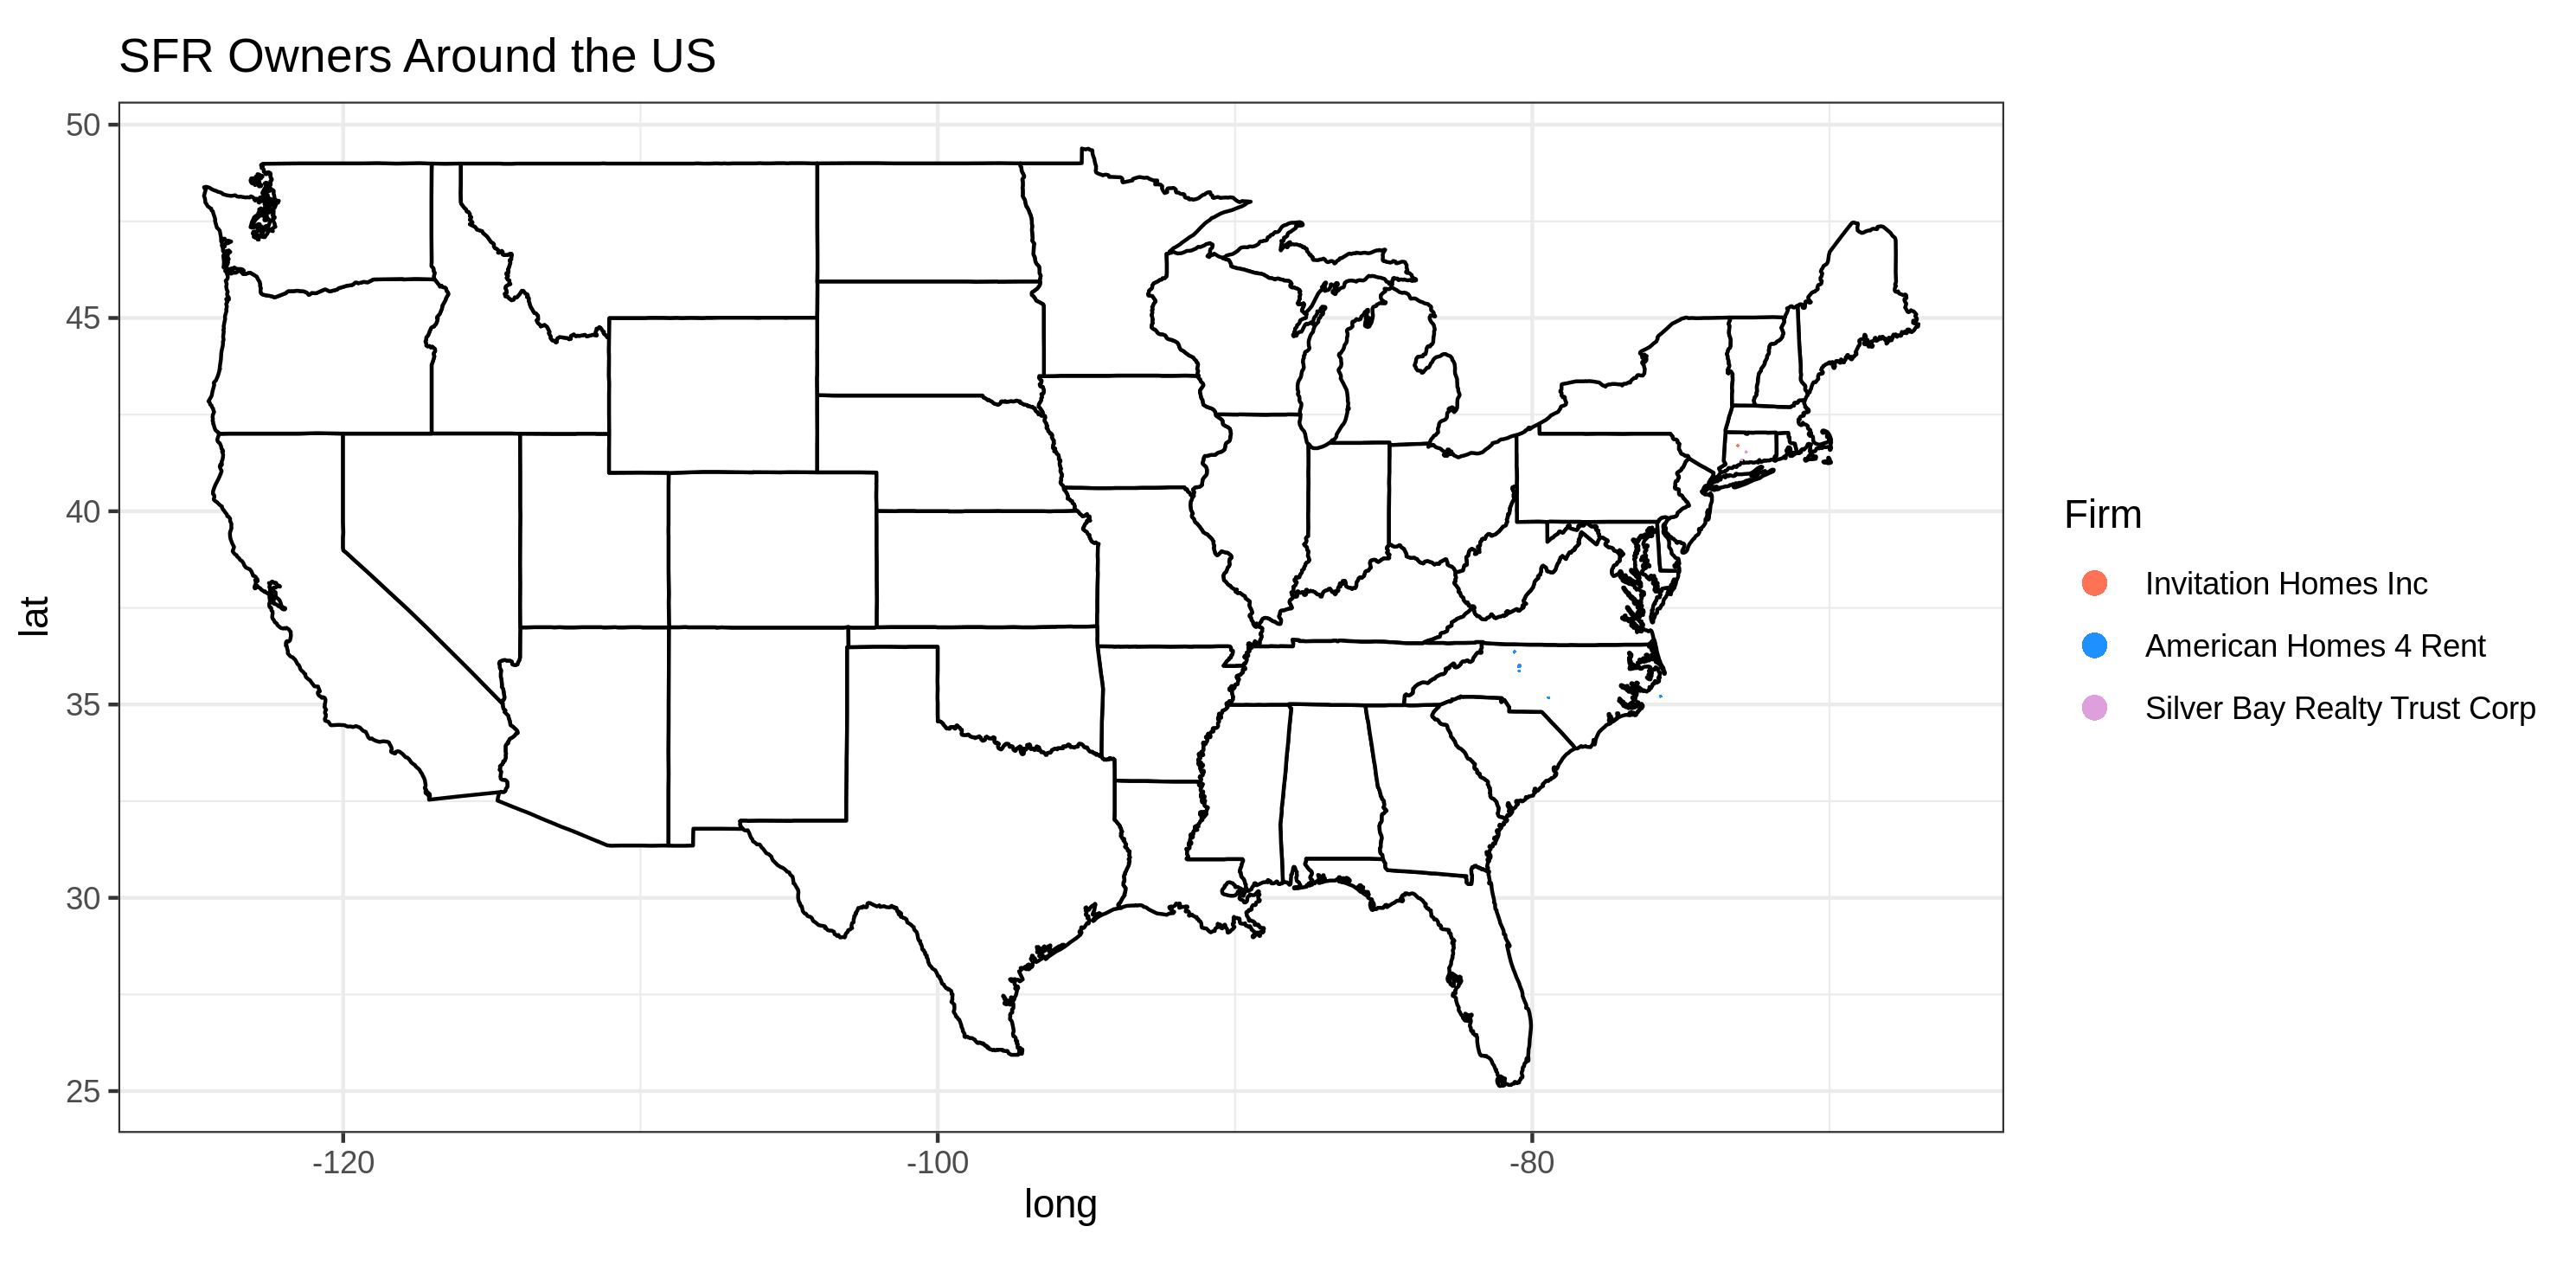 SFR Owners Around the US
50
45
40
35
30
25
lat
-120
-100
-80
long
Firm
Invitation Homes Inc
American Homes 4 Rent
Silver Bay Realty Trust Corp